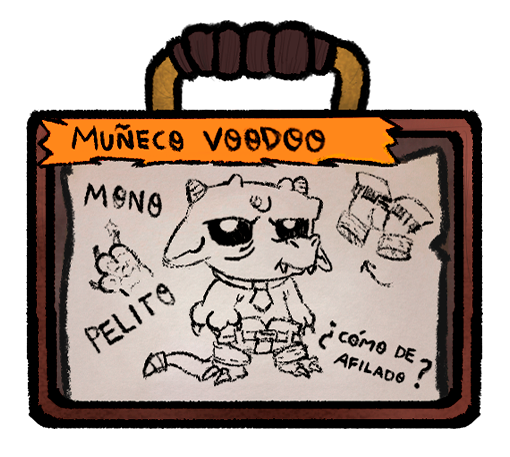 MUÑECO VOODOO
MONO
PELITO
¿CÓMO DE
AFILADO?